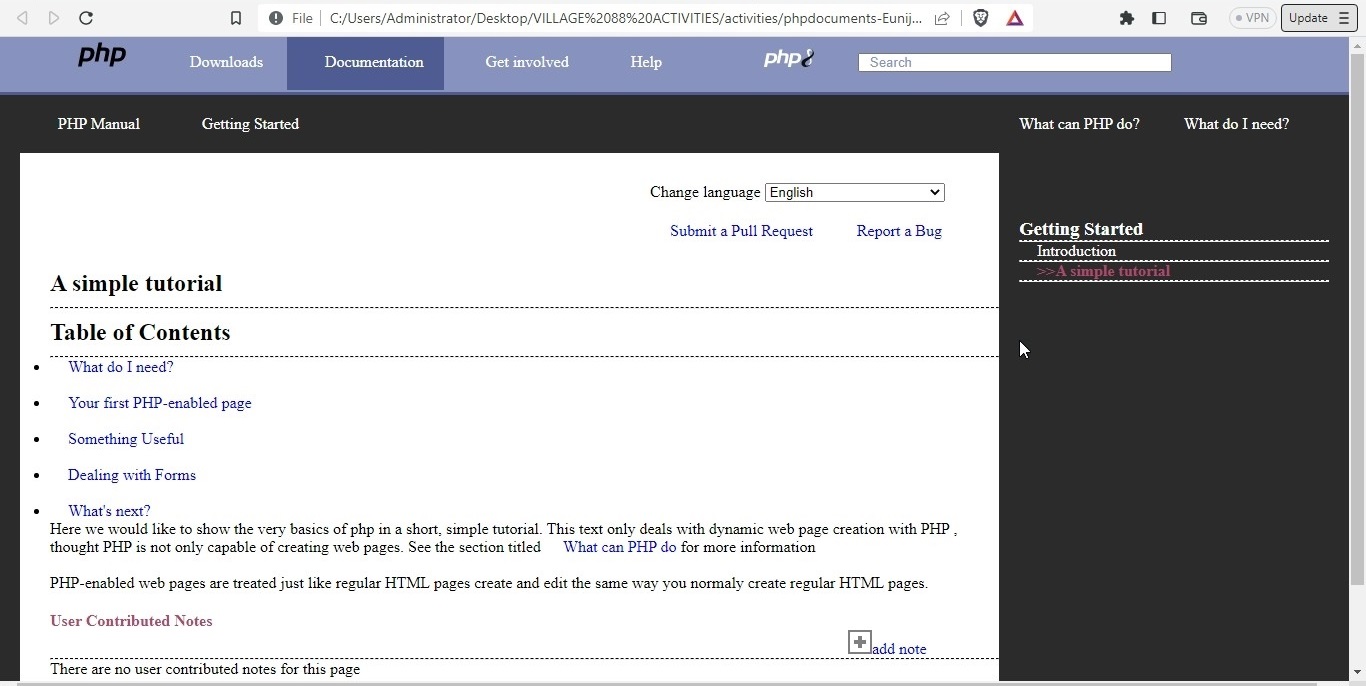 File C:/Users/Administrator/Desktop/VILLAGE%2088%20ACTIVITIES/activities/phpdocuments-Eunij... VPN Update
php Downloads Documentation Get involved Help php8 Search
PHP Manual Getting Started What can PHP do? What do I need?
Change language English
Submit a Pull Request Report a Bug
Getting Started
Introduction
>>A simple tutorial
A simple tutorial
Table of Contents
What do I need?
Your first PHP-enabled page
Something Useful
Dealing with Forms
What's next?
Here we would like to show the very basics of php in a short, simple tutorial. This text only deals with dynamic web page creation with PHP ,
thought PHP is not only capable of creating web pages. See the section titled What can PHP do for more information
PHP-enabled web pages are treated just like regular HTML pages create and edit the same way you normaly create regular HTML pages.
User Contributed Notes
add note
There are no user contributed notes for this page